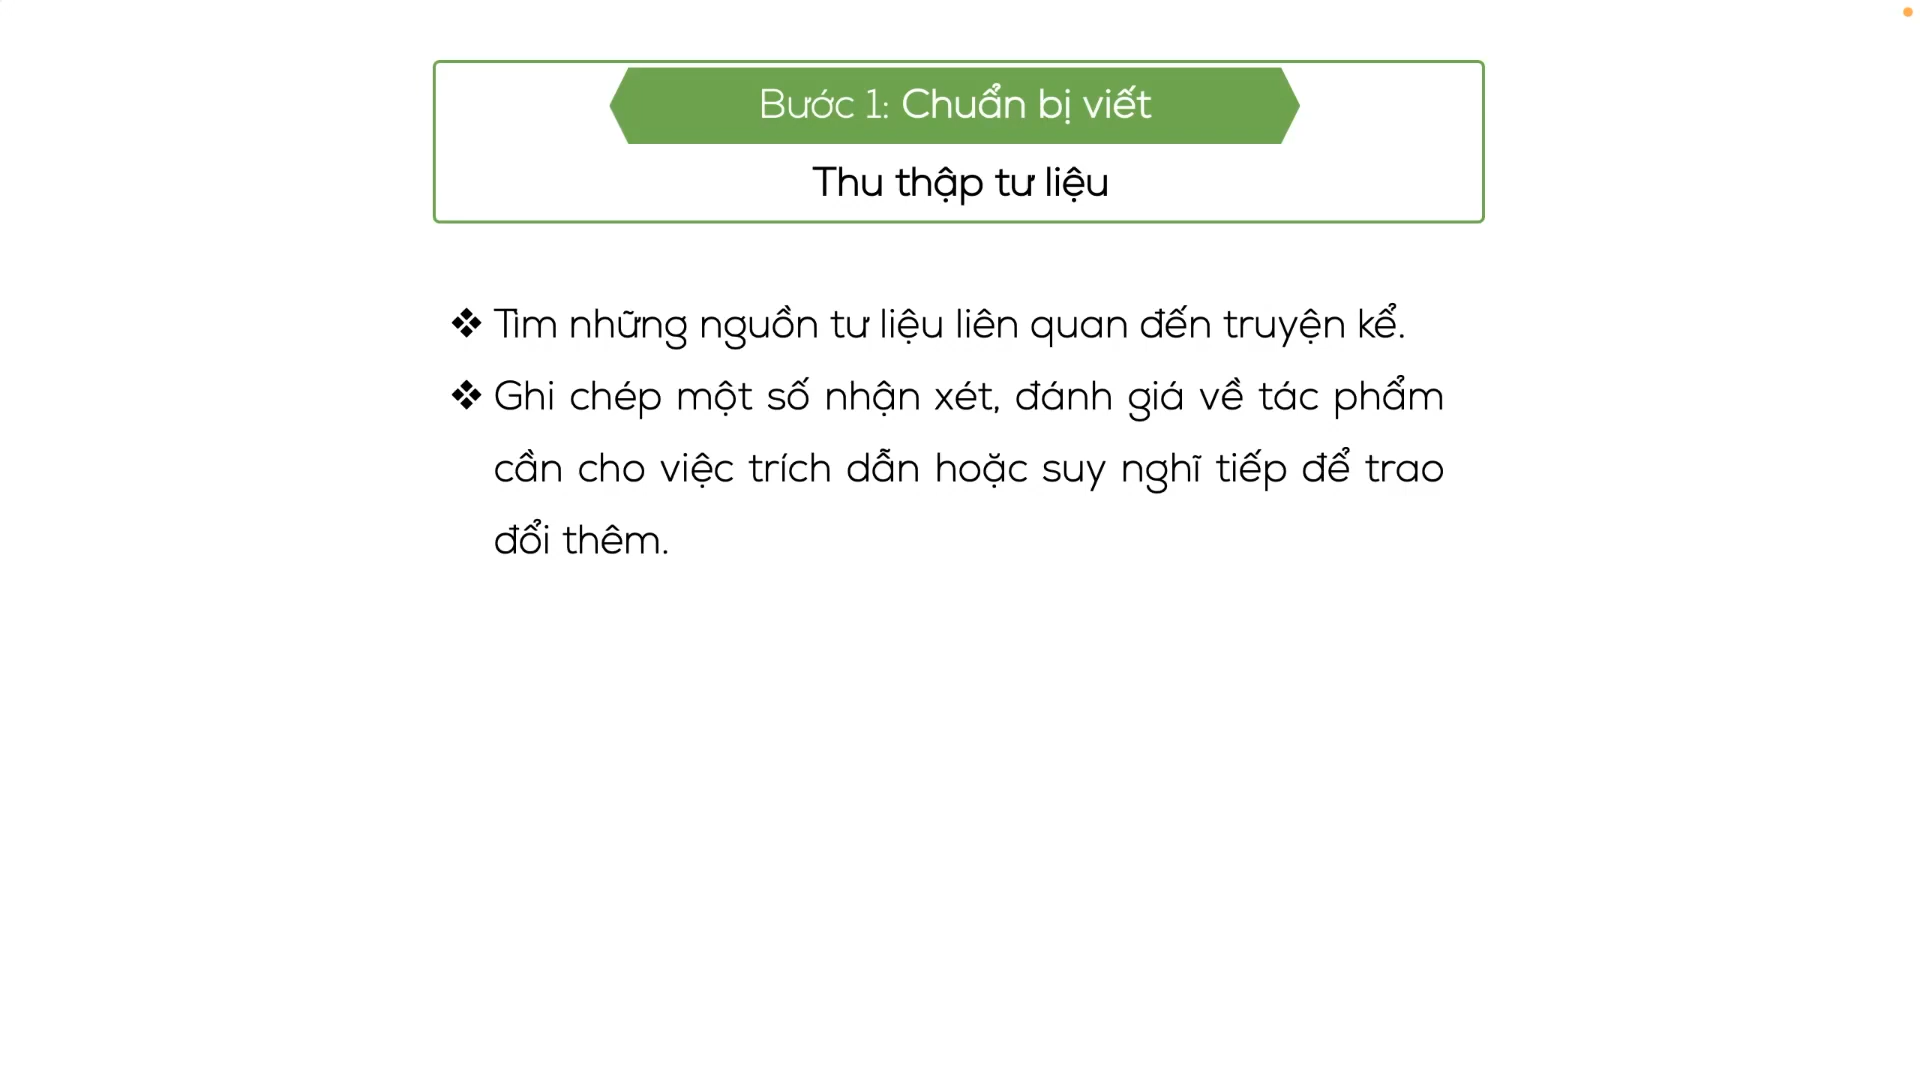 Bước 1: Chuẩn bị viết
Thu thập tư liệu
❖ Tìm những nguồn tư liệu liên quan đến truyện kể.
❖ Ghi chép một số nhận xét, đánh giá về tác phẩm
cần cho việc trích dẫn hoặc suy nghĩ tiếp để trao
đổi thêm.